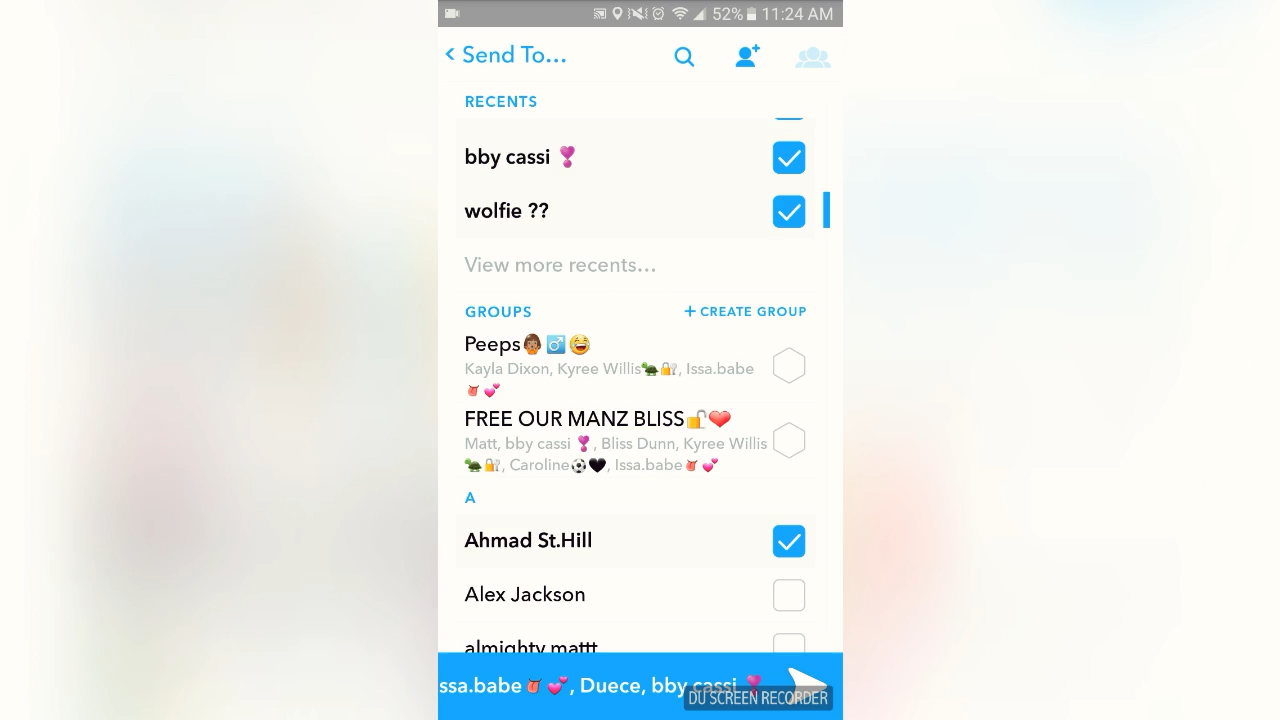 52% 11:24 AM
< Send To...
RECENTS
bby cassi ❣️
wolfie ??
View more recents...
GROUPS
+ CREATE GROUP
Peeps🙋🏽♂️😂
Kayla Dixon, Kyree Willis🐢🔐, Issa.babe
👅💕
FREE OUR MANZ BLISS🔓❤️
Matt, bby cassi ❣️, Bliss Dunn, Kyree Willis
🐢🔐, Caroline⚽🖤, Issa.babe👅💕
A
Ahmad St.Hill
Alex Jackson
almighty mattt
ssa.babe👅💕, Duece, bby cassi ❣️
DU SCREEN RECORDER